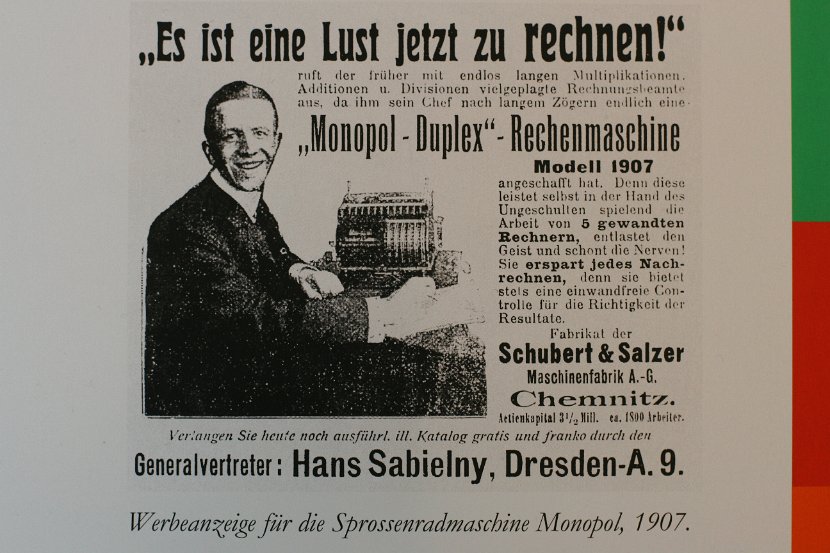 „Es ist eine Lust jetzt zu rechnen!“
ruft der früher mit endlos langen Multiplikationen,
Additionen u. Divisionen vielgeplagte Rechnungsbeamte
aus, da ihm sein Chef nach langem Zögern endlich eine
„Monopol - Duplex“ - Rechenmaschine
Modell 1907
angeschafft hat. Denn diese
leistet selbst in der Hand des
Ungeschulten spielend die
Arbeit von 5 gewandten
Rechnern, entlastet den
Geist und schont die Nerven!
Sie erspart jedes Nach-
rechnen, denn sie bietet
stets eine einwandfreie Con-
trolle für die Richtigkeit der
Resultate.
Fabrikat der
Schubert & Salzer
Maschinenfabrik A.-G.
Chemnitz.
Actienkapital 3½ Mill. ca. 1800 Arbeiter.
Verlangen Sie heute noch ausführl. ill. Katalog gratis und franko durch den
Generalvertreter: Hans Sabielny, Dresden-A. 9.
Werbeanzeige für die Sprossenradmaschine Monopol, 1907.